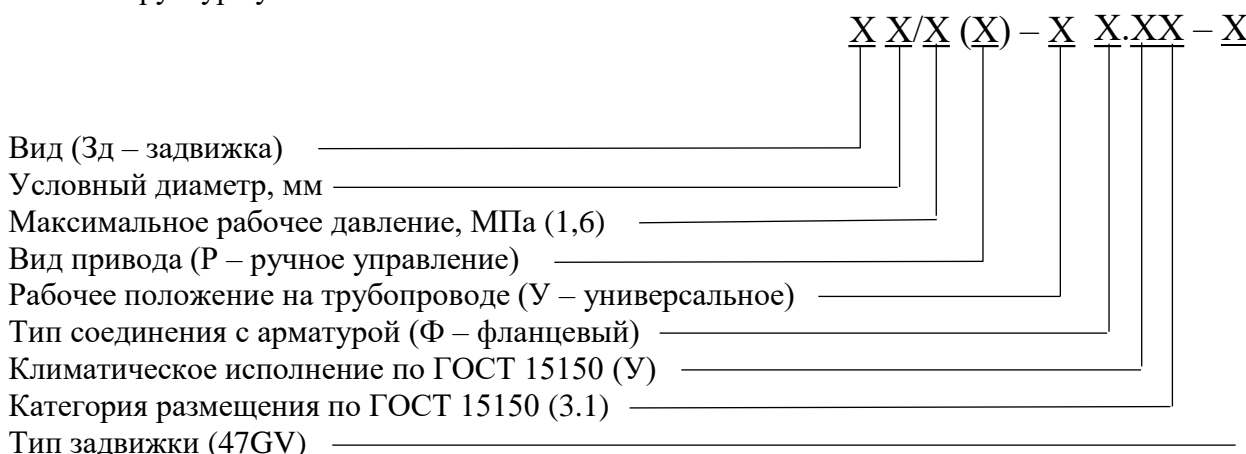 Х Х/Х (Х) – Х Х.ХХ – Х
Вид (Зд – задвижка)
Условный диаметр, мм
Максимальное рабочее давление, МПа (1,6)
Вид привода (Р – ручное управление)
Рабочее положение на трубопроводе (У – универсальное)
Тип соединения с арматурой (Ф – фланцевый)
Климатическое исполнение по ГОСТ 15150 (У)
Категория размещения по ГОСТ 15150 (3.1)
Тип задвижки (47GV)